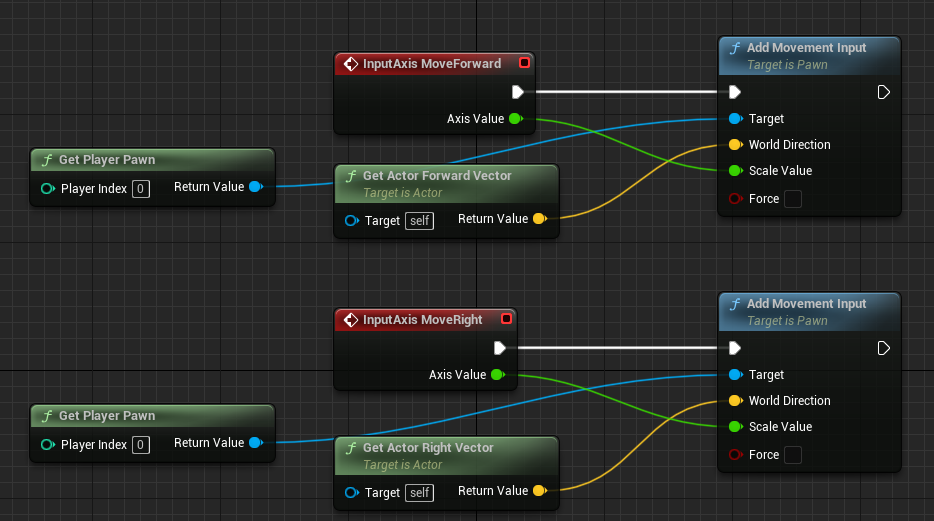 InputAxis MoveForward
Axis Value
Add Movement Input
Target is Pawn
Target
World Direction
Scale Value
Force
Get Player Pawn
Player Index 0 Return Value
Get Actor Forward Vector
Target is Actor
Target self Return Value
InputAxis MoveRight
Axis Value
Add Movement Input
Target is Pawn
Target
World Direction
Scale Value
Force
Get Player Pawn
Player Index 0 Return Value
Get Actor Right Vector
Target is Actor
Target self Return Value